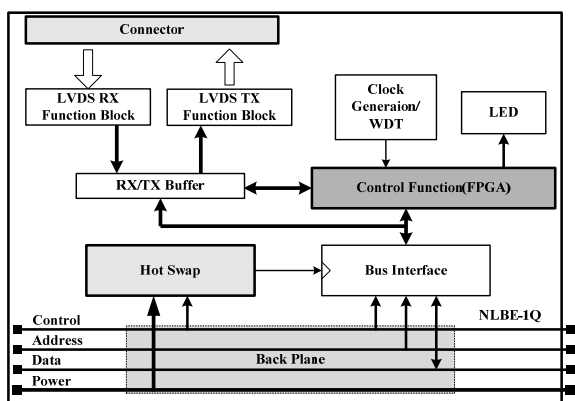 Connector
LVDS RX
Function Block
LVDS TX
Function Block
Clock
Generaion/
WDT
LED
RX/TX Buffer
Control Function(FPGA)
Hot Swap
Bus Interface
Control
NLBE-1Q
Address
Data
Back Plane
Power